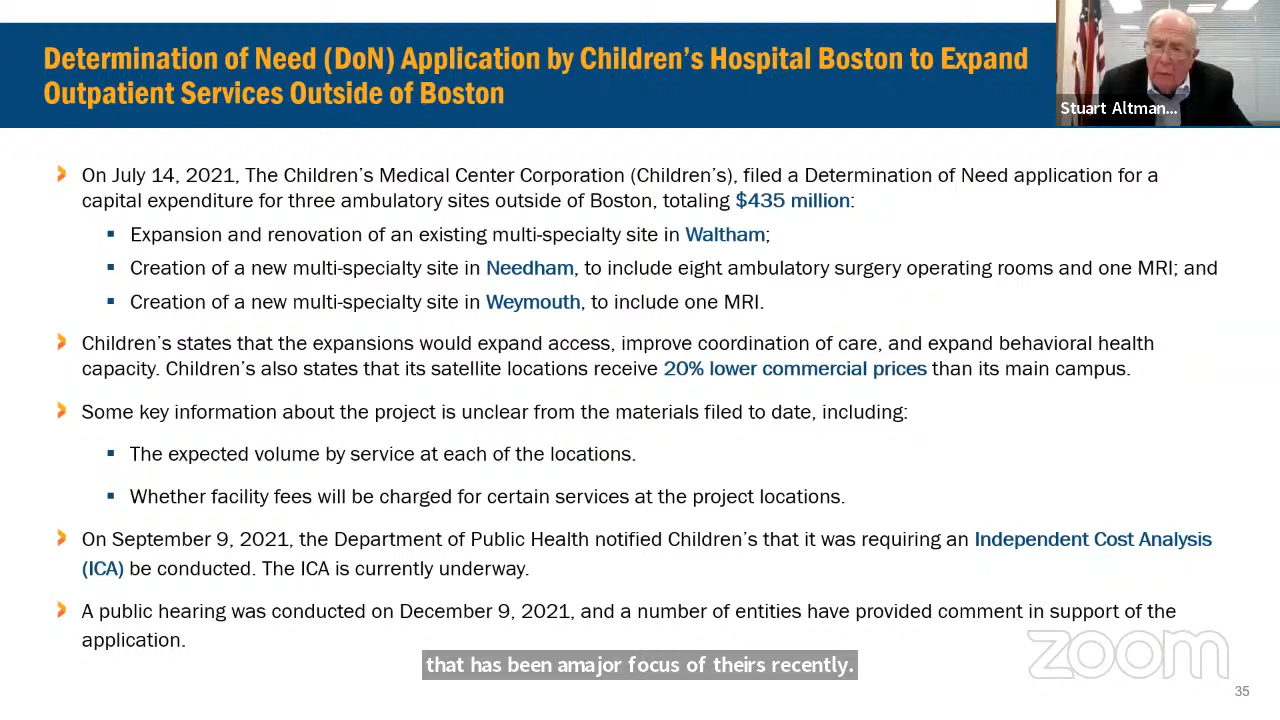 Determination of Need (DoN) Application by Children's Hospital Boston to Expand
Outpatient Services Outside of Boston
Stuart Altman...
On July 14, 2021, The Children's Medical Center Corporation (Children's), filed a Determination of Need application for a
capital expenditure for three ambulatory sites outside of Boston, totaling $435 million:
Expansion and renovation of an existing multi-specialty site in Waltham;
Creation of a new multi-specialty site in Needham, to include eight ambulatory surgery operating rooms and one MRI; and
Creation of a new multi-specialty site in Weymouth, to include one MRI.
Children's states that the expansions would expand access, improve coordination of care, and expand behavioral health
capacity. Children's also states that its satellite locations receive 20% lower commercial prices than its main campus.
Some key information about the project is unclear from the materials filed to date, including:
The expected volume by service at each of the locations.
Whether facility fees will be charged for certain services at the project locations.
On September 9, 2021, the Department of Public Health notified Children's that it was requiring an Independent Cost Analysis
(ICA) be conducted. The ICA is currently underway.
A public hearing was conducted on December 9, 2021, and a number of entities have provided comment in support of the
application.
that has been amajor focus of theirs recently.
zoom
35